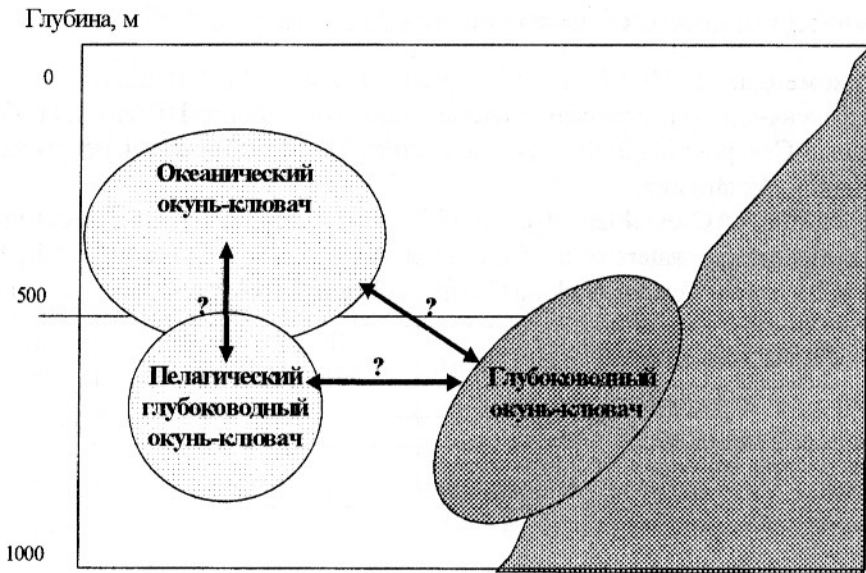 Глубина, м
0
Океанический
окунь-клювач
500
?
?
Пелагический
глубоководный
окунь-клювач
?
Глубоководный
окунь-клювач
1000